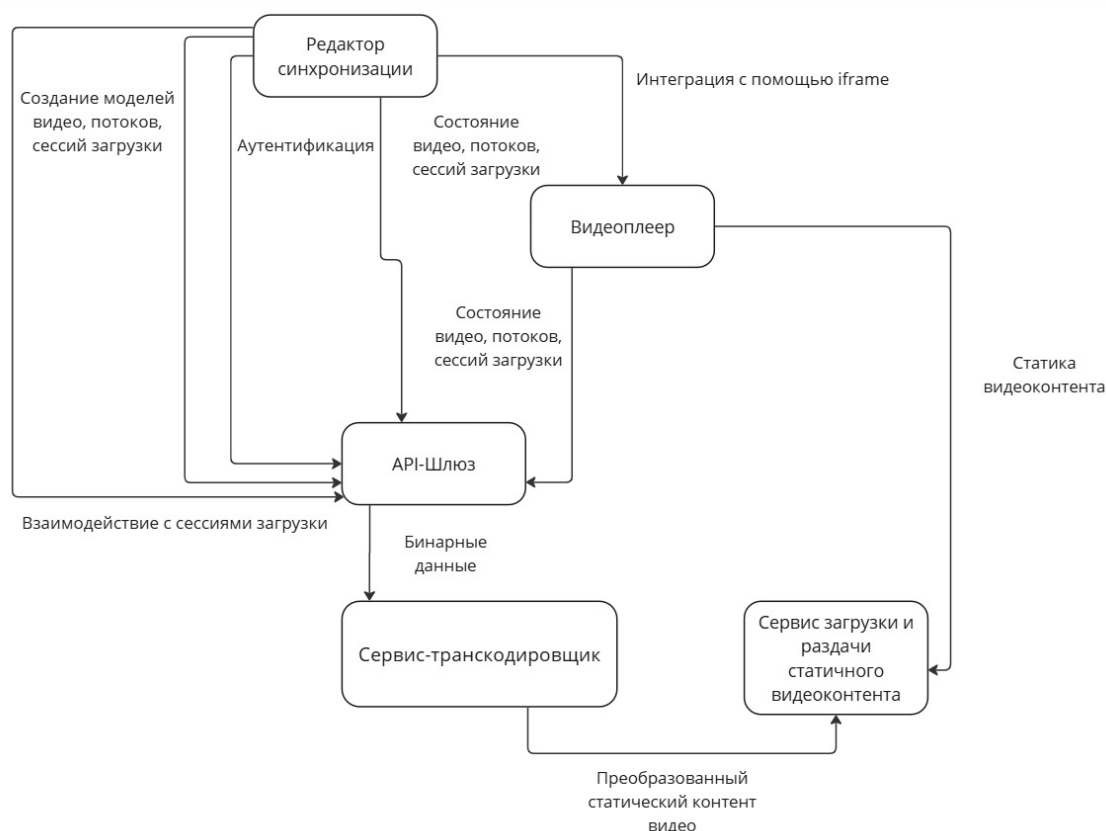 Редактор
синхронизации
Интеграция с помощью iframe
Создание моделей
видео, потоков,
сессий загрузки
Аутентификация
Состояние
видео, потоков,
сессий загрузки
Видеоплеер
Состояние
видео, потоков,
сессий загрузки
Статика
видеоконтента
API-Шлюз
Взаимодействие с сессиями загрузки
Бинарные
данные
Сервис-транскодировщик
Сервис загрузки и
раздачи
статичного
видеоконтента
Преобразованный
статический контент
видео